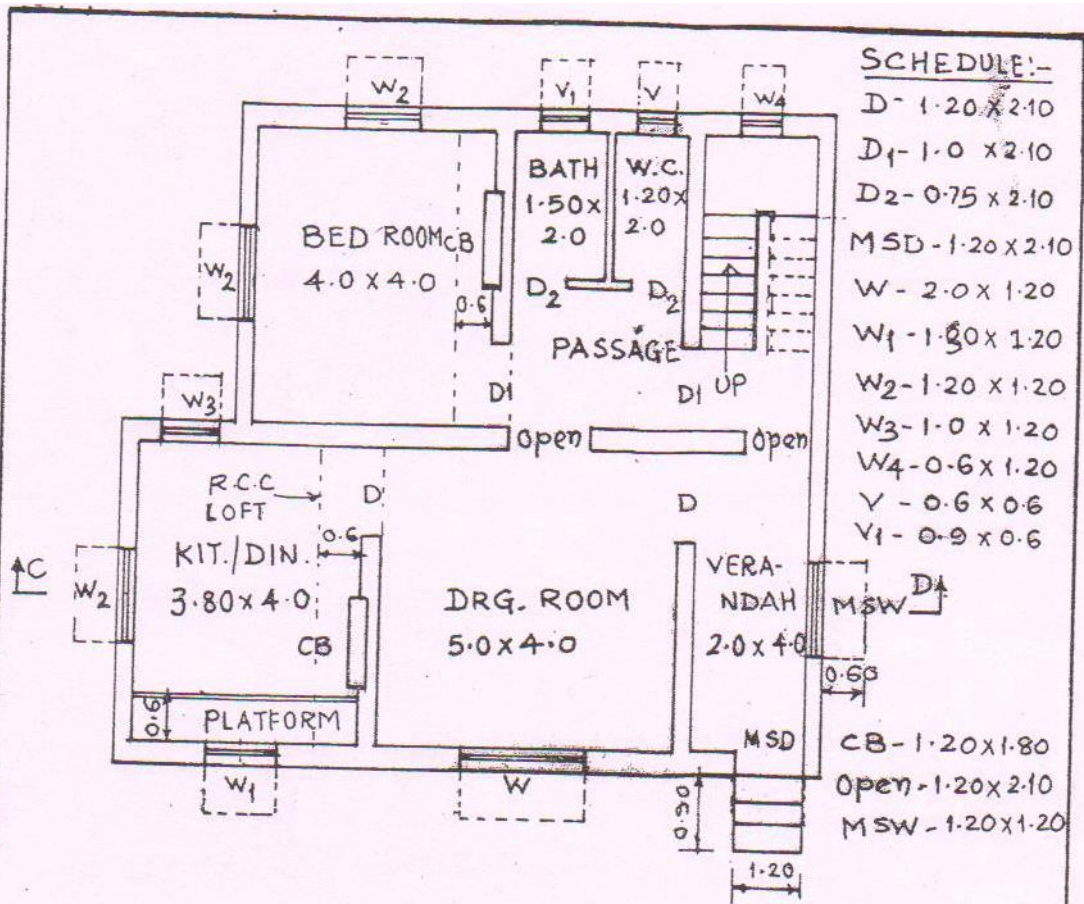 SCHEDULE:-
D - 1.20 x 2.10
D1 - 1.0 x 2.10
D2 - 0.75 x 2.10
MSD - 1.20 x 2.10
W - 2.0 x 1.20
W1 - x 1.20
W2 - 1.20 x 1.20
W3 - 1.0 x 1.20
W4 - 0.6 x 1.20
V - 0.6 x 0.6
V1 - 0.9 x 0.6
CB - 1.20 x 1.80
Open - 1.20 x 2.10
MSW - 1.20 x 1.20
W2
V1
V
W4
BATH
1.50 x
2.0
W.C.
1.20 x
2.0
BED ROOM
4.0 x 4.0
CB
W2
0.6
D2
D2
PASSAGE
UP
D1
D1
W3
Open
Open
R.C.C
LOFT
D
D
0.6
KIT./DIN.
3.80 x 4.0
CB
W2
C
DRG. ROOM
5.0 x 4.0
VERA-
NDAH
2.0 x 4.0
MSW
D
0.60
0.6
PLATFORM
MSD
W1
W
0.90
1.20